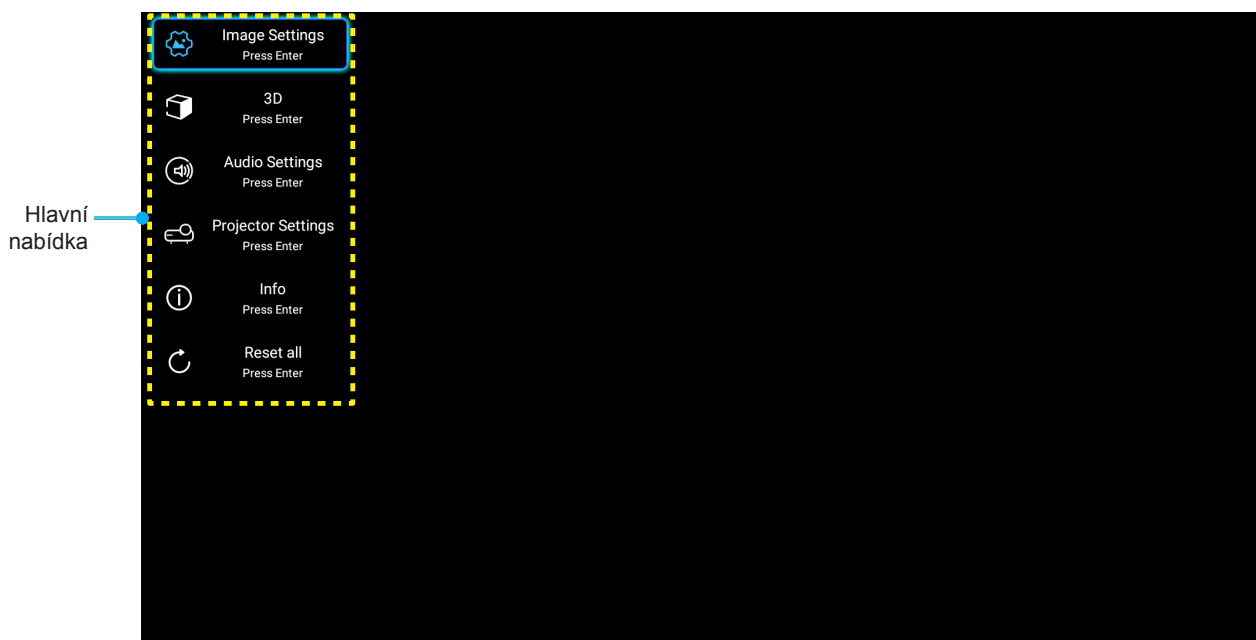 Image Settings
Press Enter
3D
Press Enter
Audio Settings
Press Enter
Hlavní
nabídka
Projector Settings
Press Enter
Info
Press Enter
Reset all
Press Enter